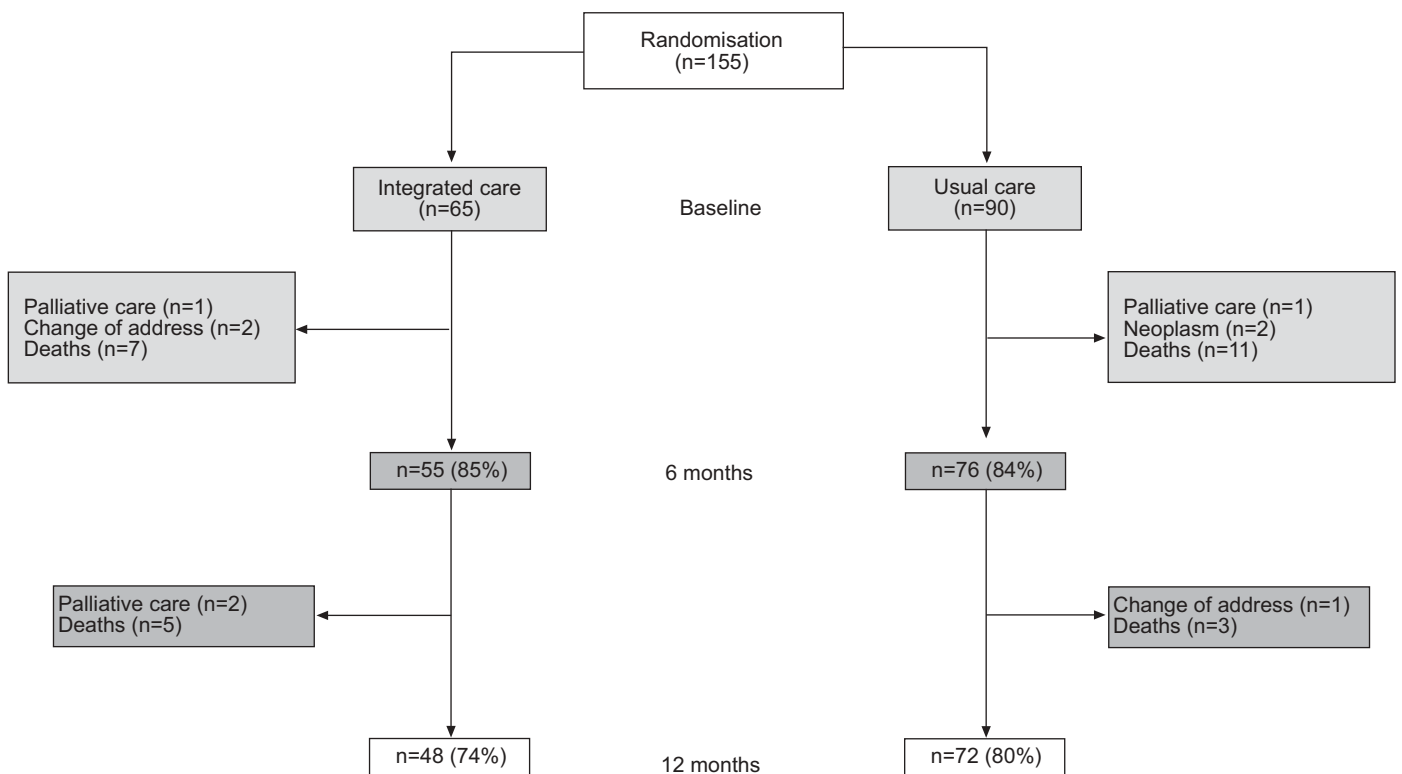 Randomisation
(n=155)
Integrated care
(n=65)
Baseline
Usual care
(n=90)
Palliative care (n=1)
Change of address (n=2)
Deaths (n=7)
Palliative care (n=1)
Neoplasm (n=2)
Deaths (n=11)
n=55 (85%)
6 months
n=76 (84%)
Palliative care (n=2)
Deaths (n=5)
Change of address (n=1)
Deaths (n=3)
n=48 (74%)
12 months
n=72 (80%)